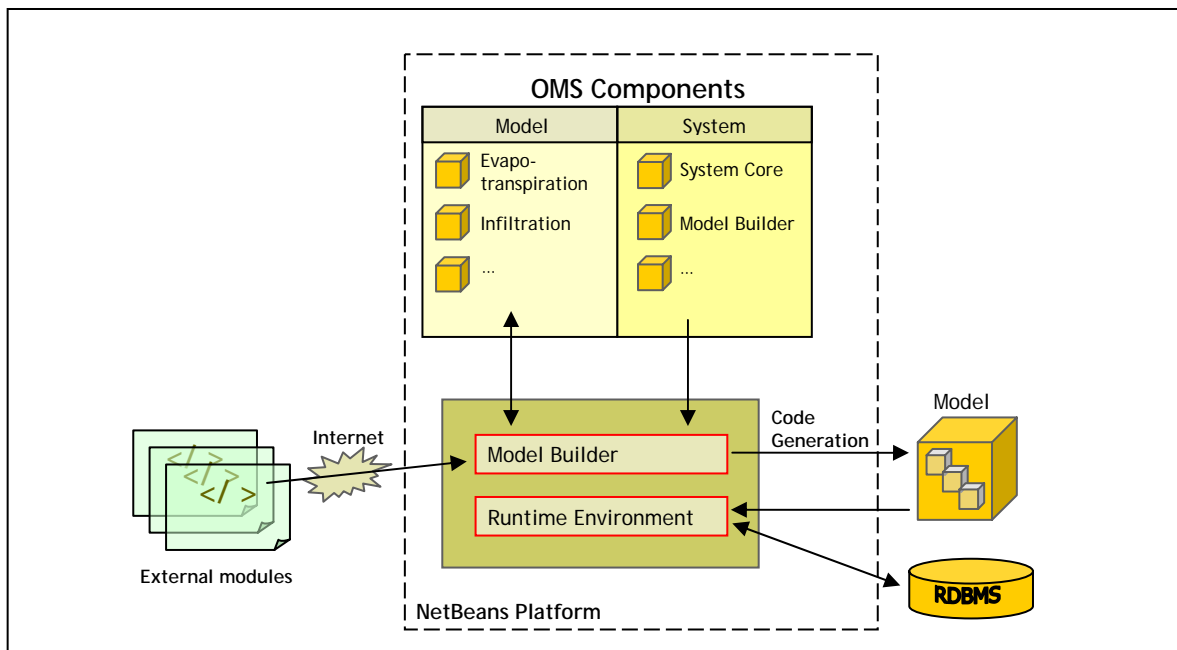 OMS Components
Model
System
Evapo-
transpiration
Infiltration
...
System Core
Model Builder
...
Internet
</>
</>
</>
External modules
Model Builder
Runtime Environment
Code
Generation
Model
RDBMS
NetBeans Platform